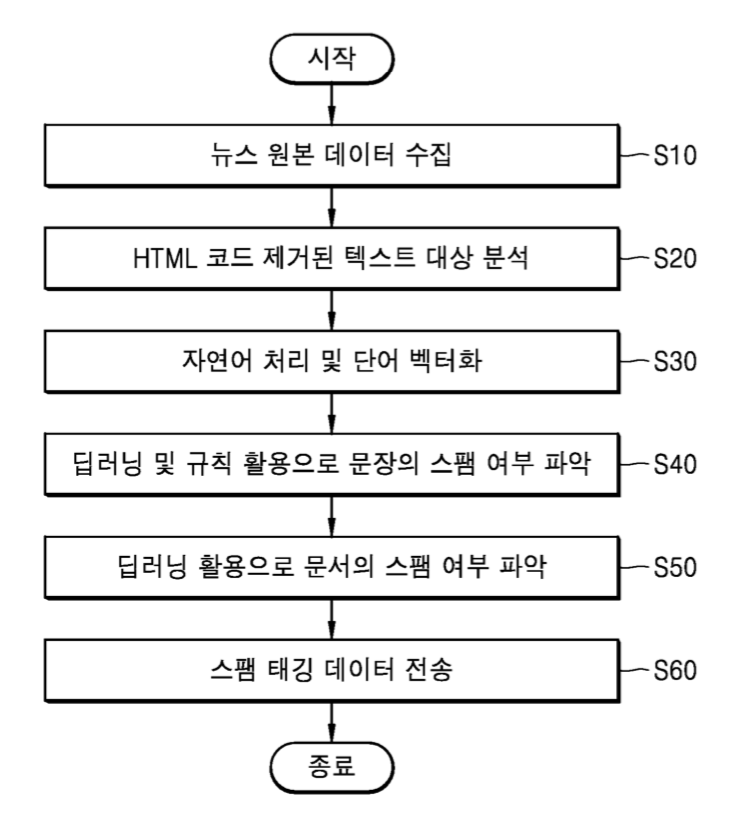 시작
뉴스 원본 데이터 수집 S10
HTML 코드 제거된 텍스트 대상 분석 S20
자연어 처리 및 단어 벡터화 S30
딥러닝 및 규칙 활용으로 문장의 스팸 여부 파악 S40
딥러닝 활용으로 문서의 스팸 여부 파악 S50
스팸 태깅 데이터 전송 S60
종료